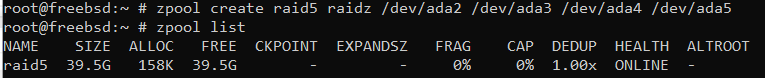 root@freebsd:~ # zpool create raid5 raidz /dev/ada2 /dev/ada3 /dev/ada4 /dev/ada5
root@freebsd:~ # zpool list
NAME SIZE ALLOC FREE CKPOINT EXPANDSZ FRAG CAP DEDUP HEALTH ALTROOT
raid5 39.5G 158K 39.5G - - 0% 0% 1.00x ONLINE -